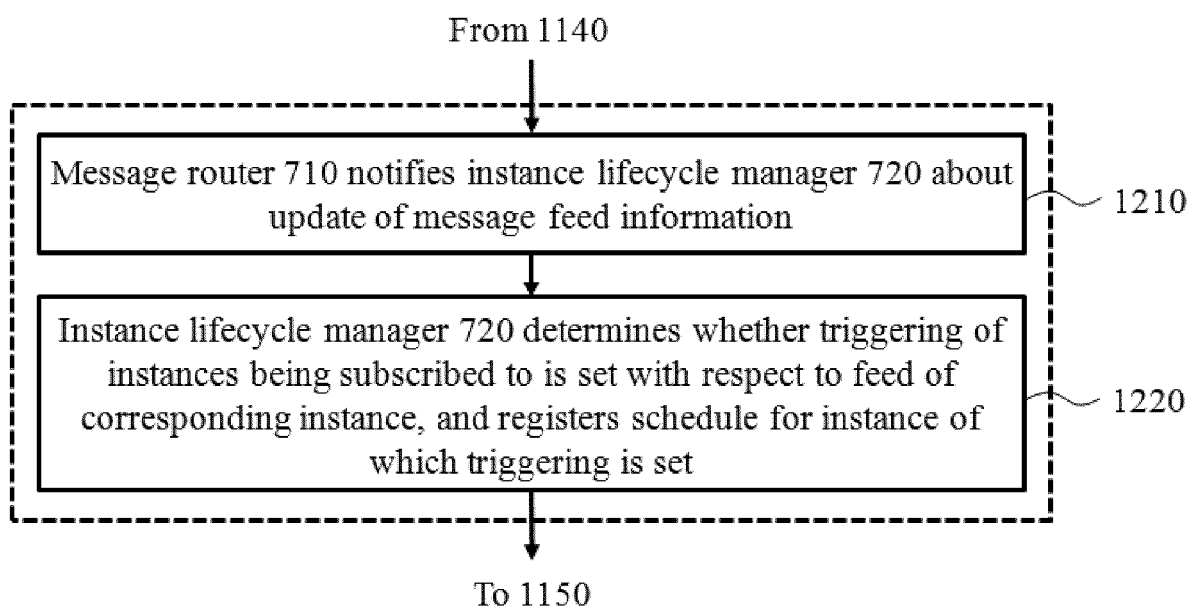 From 1140
Message router 710 notifies instance lifecycle manager 720 about
update of message feed information
1210
Instance lifecycle manager 720 determines whether triggering of
instances being subscribed to is set with respect to feed of
corresponding instance, and registers schedule for instance of
which triggering is set
1220
To 1150